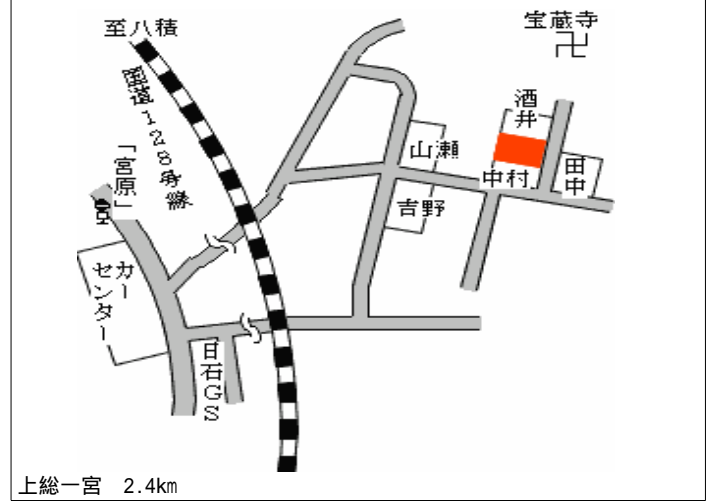 至八積
宝蔵寺
国道128号線
酒井
山瀬
田中
中村
「宮原」
吉野
カーセンター
日石GS
上総一宮 2.4km